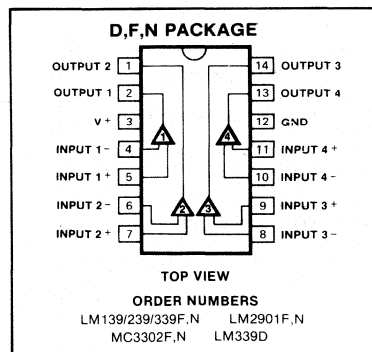 D,F,N PACKAGE
OUTPUT 2 1 14 OUTPUT 3
OUTPUT 1 2 13 OUTPUT 4
V+ 3 12 GND
1 4
INPUT 1- 4 11 INPUT 4+
INPUT 1+ 5 10 INPUT 4-
INPUT 2- 6 9 INPUT 3+
2 3
INPUT 2+ 7 8 INPUT 3-
TOP VIEW
ORDER NUMBERS
LM139/239/339F,N LM2901F,N
MC3302F,N LM339D